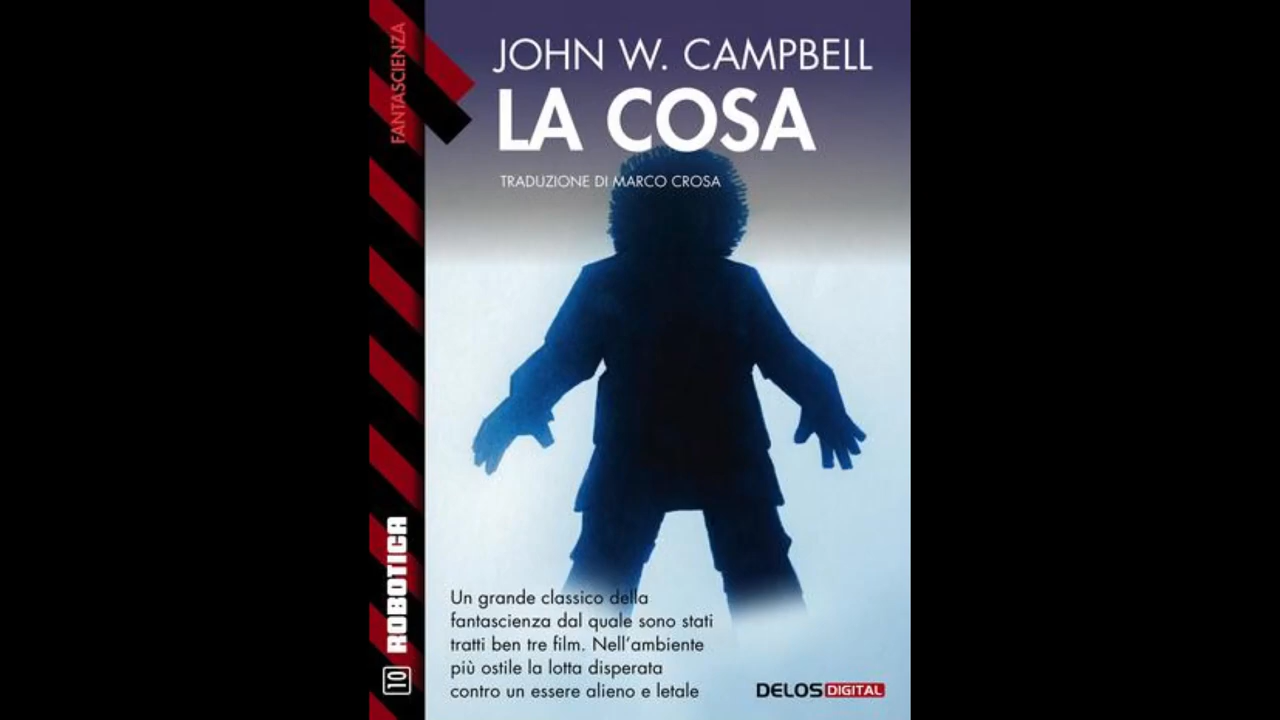 JOHN W. CAMPBELL
LA COSA
TRADUZIONE DI MARCO CROSA
FANTASCIENZA
Un grande classico della
fantascienza dal quale sono stati
tratti ben tre film. Nell'ambiente
più ostile la lotta disperata
contro un essere alieno e letale
DELOS DIGITAL
10 ROBOTICA